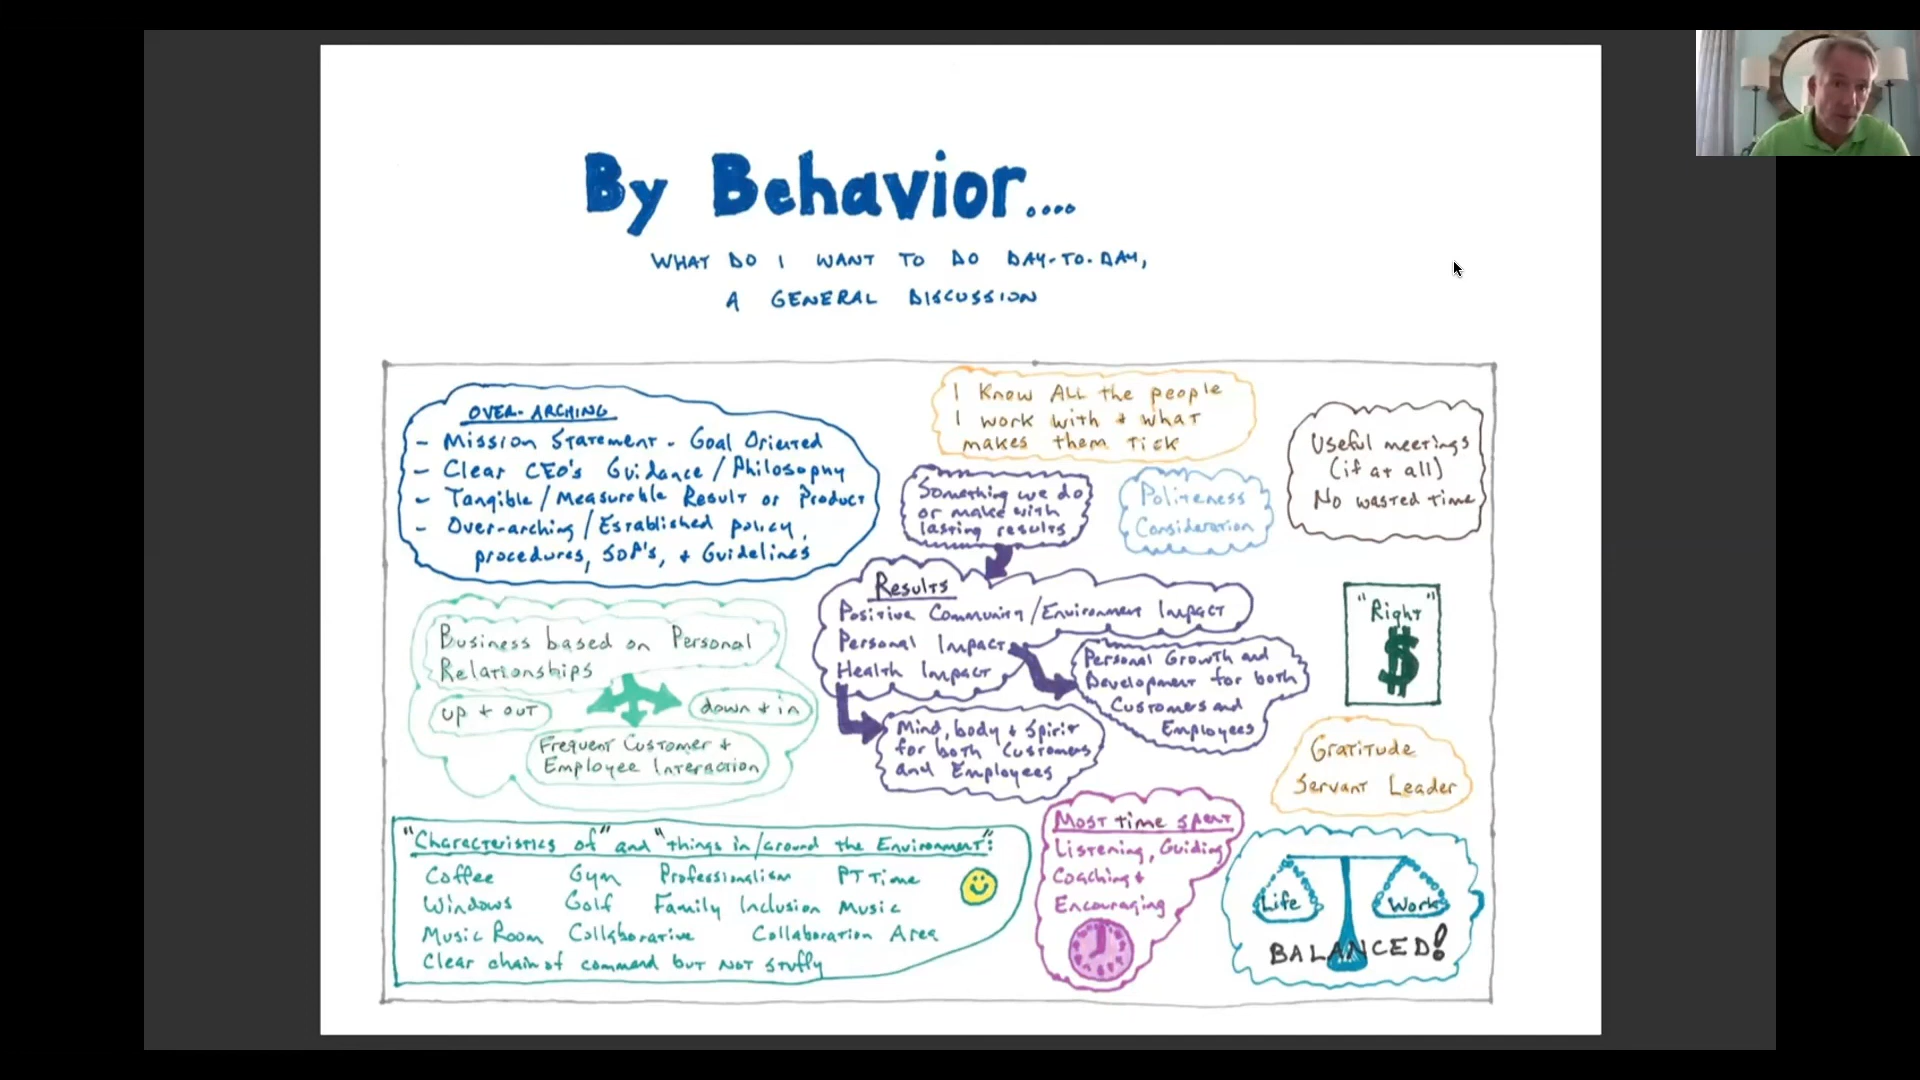 By Behavior....
WHAT DO I WANT TO DO DAY-TO-DAY,
A GENERAL DISCUSSION
OVER-ARCHING
- Mission Statement - Goal Oriented
- Clear CEO's Guidance / Philosophy
- Tangible / Measurable Result or Product
- Over-arching / Established policy,
procedures, SOP's, + Guidelines
I Know ALL the people
I work with + what
makes them Tick
Something we do
or make with
lasting results
Politeness
Consideration
Useful meetings
(if at all)
No wasted time
Results
Positive Community/Environment Impact
Personal Impact
Health Impact
Personal Growth and
Development for both
Customers and
Employees
Mind, body + Spirit
for both Customers
and Employees
Business based on Personal
Relationships
up + out
down + in
Frequent Customer +
Employee Interaction
"Right"
$
Gratitude
Servant Leader
"Characteristics of" and "things in/around the Environment":
Coffee Gym Professionalism PT Time
Windows Golf Family Inclusion Music
Music Room Collaborative Collaboration Area
Clear chain of command but NOT stuffy
Most time spent
Listening, Guiding
Coaching +
Encouraging
Life Work
BALANCED!